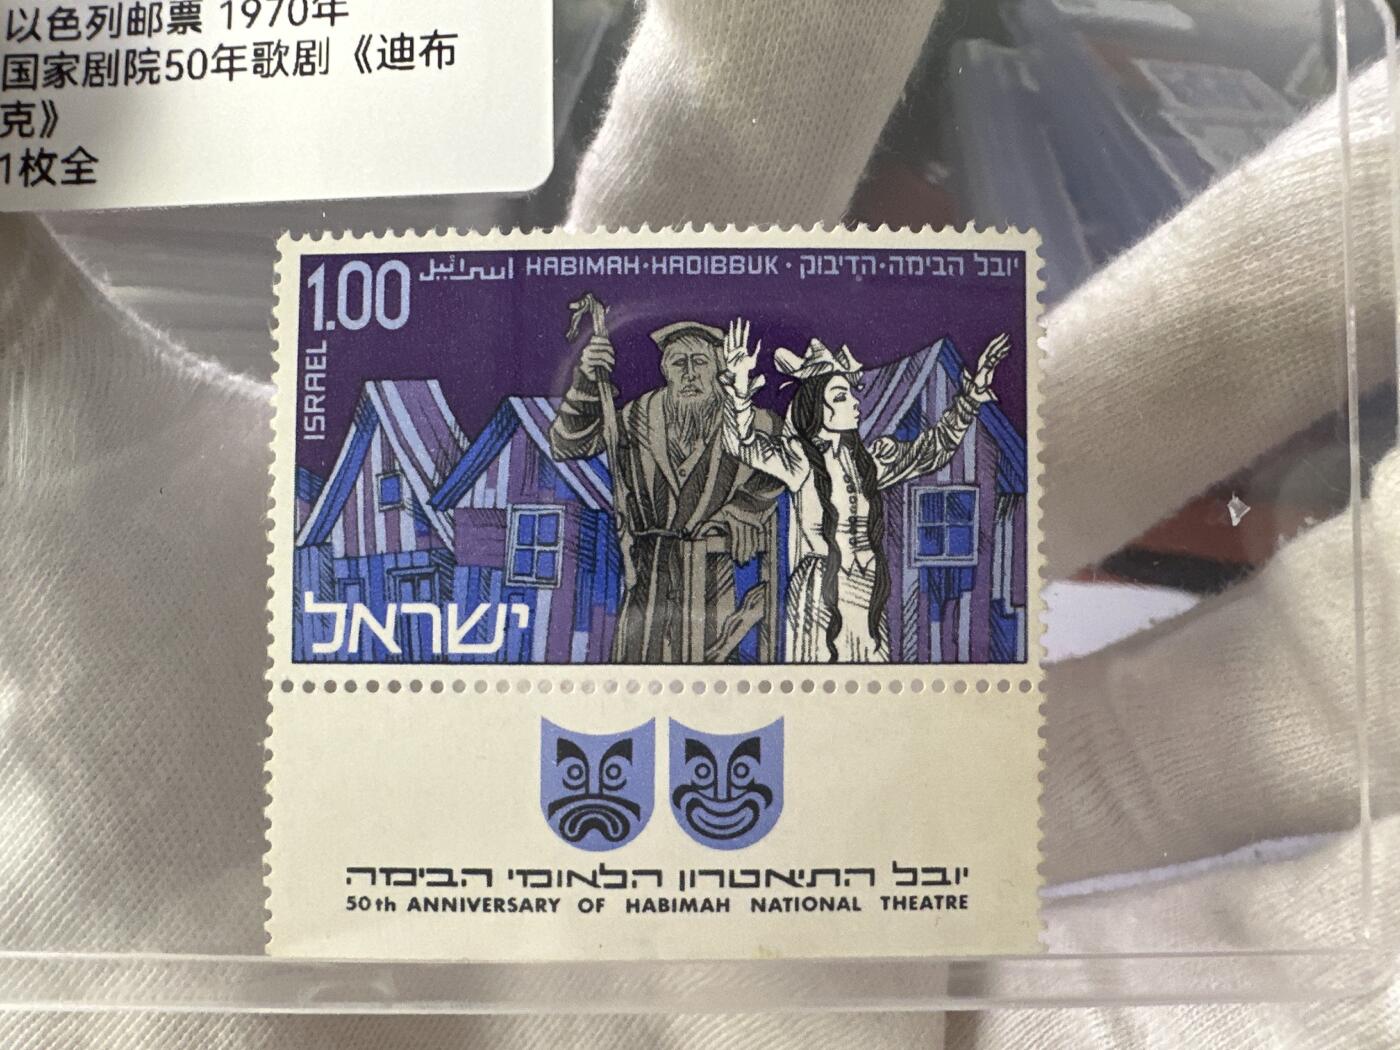 以色列邮票 1970年
国家剧院50年歌剧《迪布
克》
1枚全
1.00 اسرائيل HABIMAH·HADIBBUK · יובל הבימה·הדיבוק
ISRAEL
ישראל
יובל התיאטרון הלאומי הבימה
50th ANNIVERSARY OF HABIMAH NATIONAL THEATRE